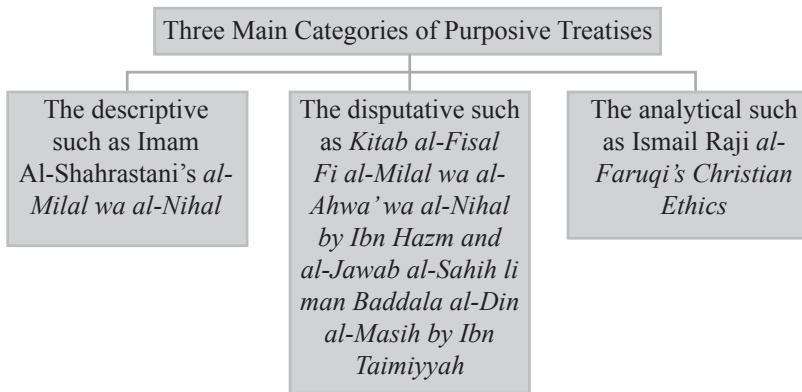 Three Main Categories of Purposive Treatises
The descriptive
such as Imam
Al-Shahrastani’s al-
Milal wa al-Nihal
The disputative such
as Kitab al-Fisal
Fi al-Milal wa al-
Ahwa’ wa al-Nihal
by Ibn Hazm and
al-Jawab al-Sahih li
man Baddala al-Din
al-Masih by Ibn
Taimiyyah
The analytical such
as Ismail Raji al-
Faruqi’s Christian
Ethics